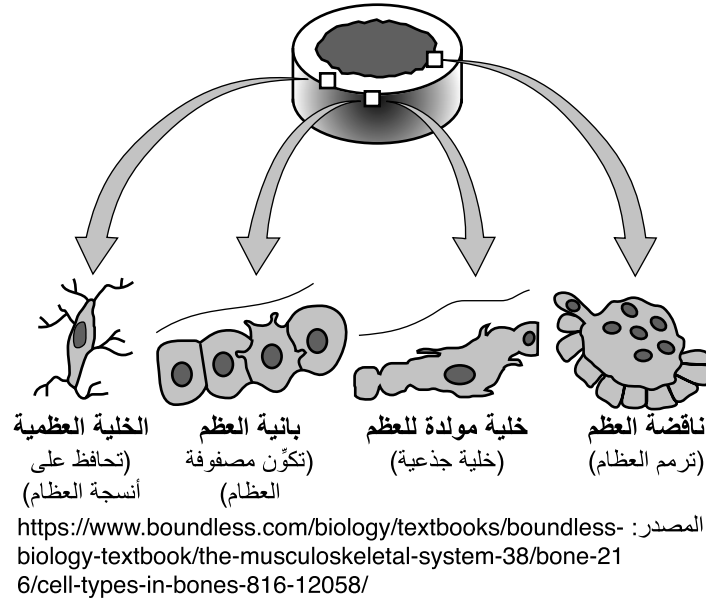 الخلية العظمية
(تحافظ على
أنسجة العظام)
بانية العظم
(تكوِّن مصفوفة
العظام)
خلية مولدة للعظم
(خلية جذعية)
ناقضة العظم
(ترمم العظام)
المصدر: https://www.boundless.com/biology/textbooks/boundless-
biology-textbook/the-musculoskeletal-system-38/bone-21
6/cell-types-in-bones-816-12058/